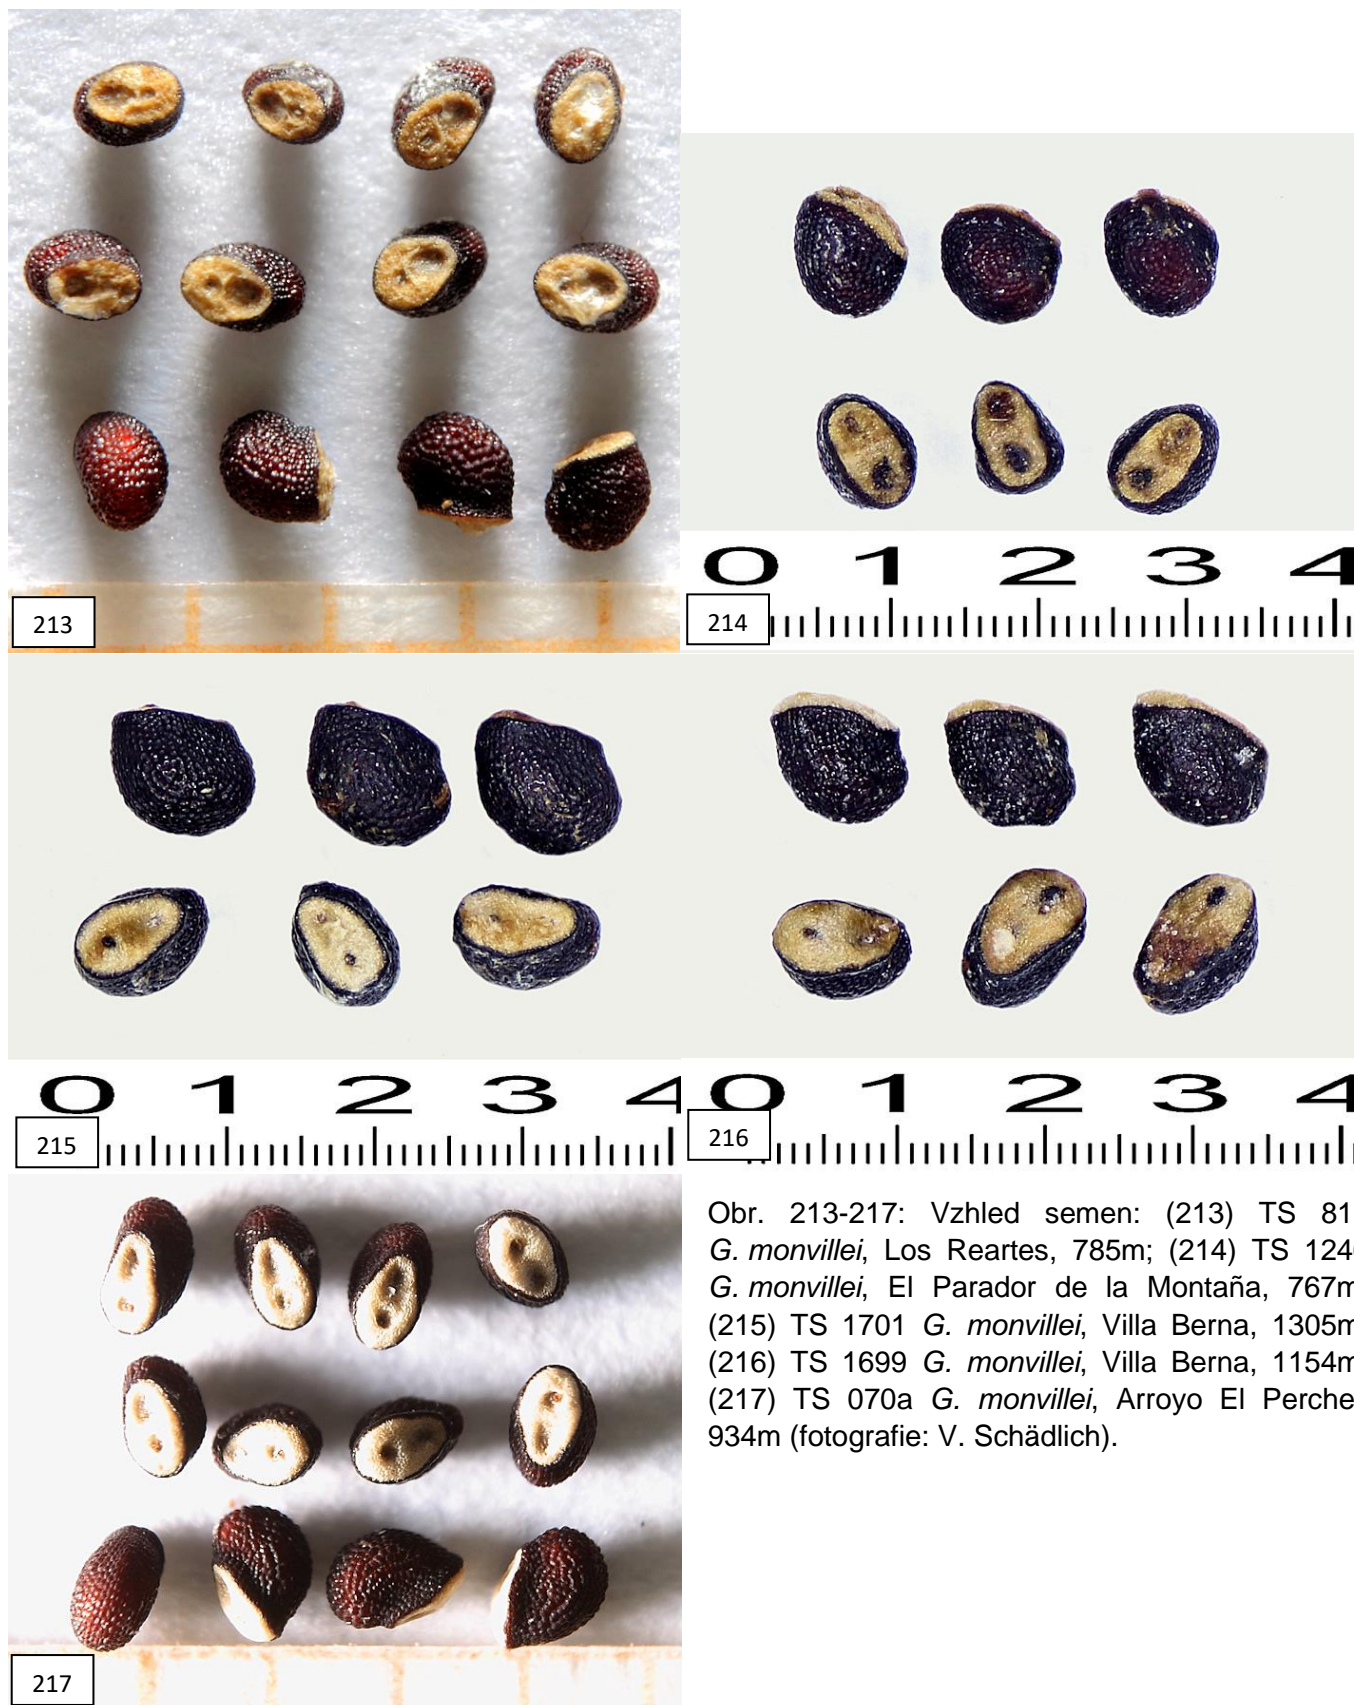 213
0 1 2 3 4
214
0 1 2 3 4
215
0 1 2 3 4
216
Obr. 213-217: Vzhled semen: (213) TS 81
G. monvillei, Los Reartes, 785m; (214) TS 124
G. monvillei, El Parador de la Montaña, 767m
(215) TS 1701 G. monvillei, Villa Berna, 1305m
(216) TS 1699 G. monvillei, Villa Berna, 1154m
(217) TS 070a G. monvillei, Arroyo El Perche
934m (fotografie: V. Schädlich).
217